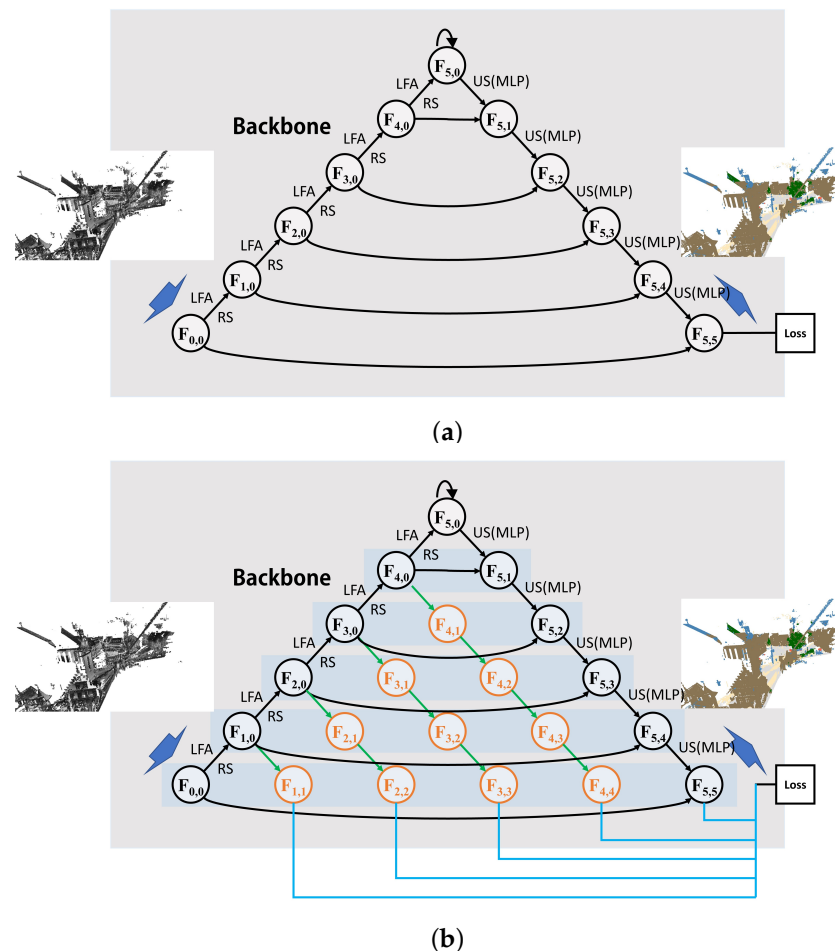 F5,0
LFA
US(MLP)
RS
Backbone
F4,0
F5,1
LFA
US(MLP)
RS
F3,0
F5,2
LFA
US(MLP)
RS
F2,0
F5,3
LFA
US(MLP)
RS
F1,0
F5,4
LFA
US(MLP)
RS
F0,0
F5,5
Loss
(a)
F5,0
LFA
US(MLP)
RS
Backbone
F4,0
F5,1
LFA
US(MLP)
RS
F3,0
F4,1
F5,2
LFA
US(MLP)
RS
F2,0
F3,1
F4,2
F5,3
LFA
US(MLP)
RS
F1,0
F2,1
F3,2
F4,3
F5,4
LFA
US(MLP)
RS
F0,0
F1,1
F2,2
F3,3
F4,4
F5,5
Loss
(b)